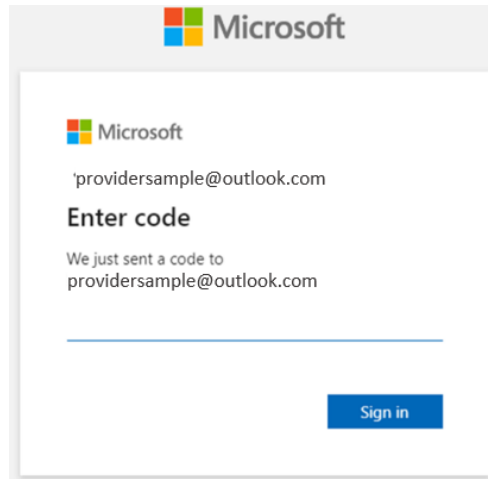 Microsoft
Microsoft
'providersample@outlook.com
Enter code
We just sent a code to
providersample@outlook.com
Sign in